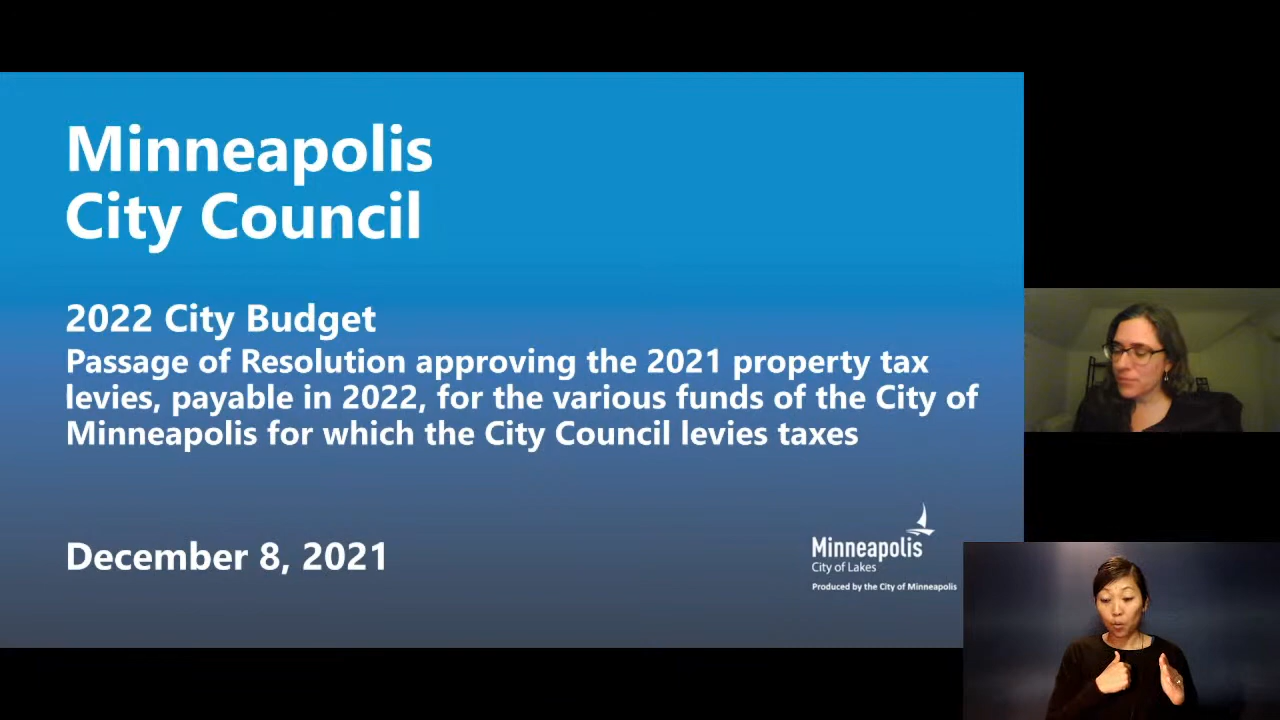 Minneapolis
City Council
2022 City Budget
Passage of Resolution approving the 2021 property tax
levies, payable in 2022, for the various funds of the City of
Minneapolis for which the City Council levies taxes
December 8, 2021
Minneapolis
City of Lakes
Produced by the City of Minneapolis